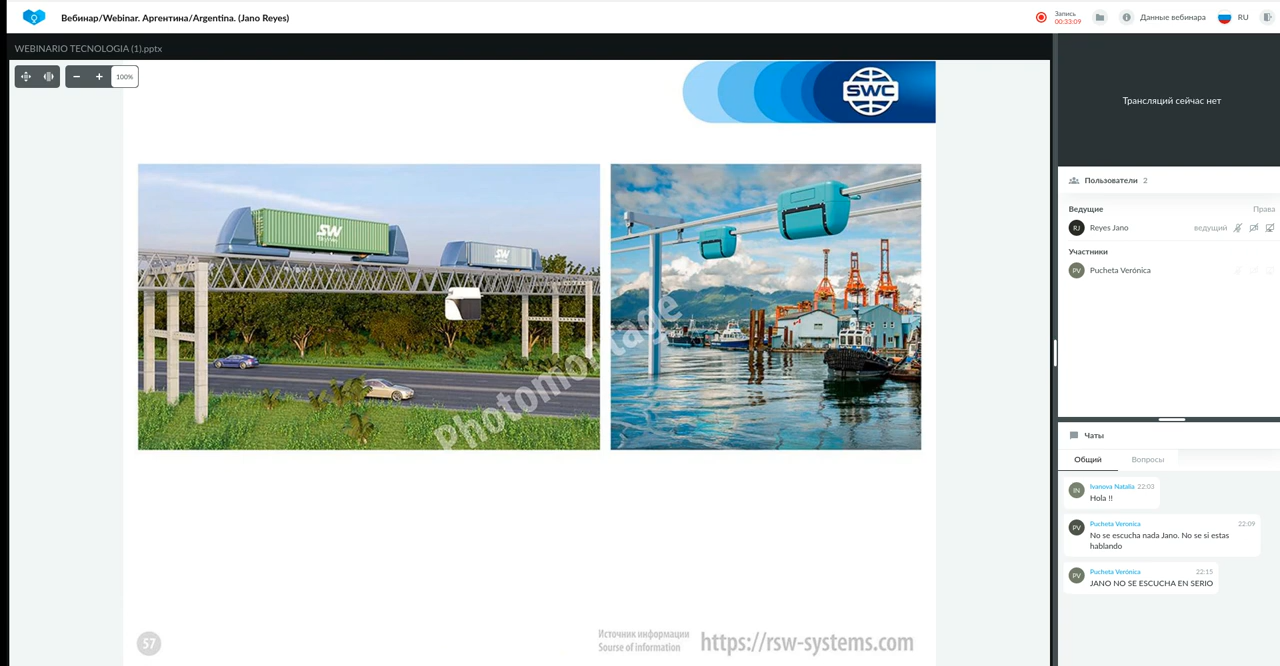 Вебинар/Webinar. Аргентина/Argentina. (Jano Reyes)
Запись
00:33:09
Данные вебинара
RU
WEBINARIO TECNOLOGIA (1).pptx
100%
SWC
SW
SW
Photomontage
57
Источник информации
Sourse of information
https://rsw-systems.com
Трансляций сейчас нет
Пользователи 2
Ведущие
Права
RJ
Reyes Jano
ведущий
Участники
PV
Pucheta Verónica
Чаты
Общий
Вопросы
IN
Ivanova Natalia 22:03
Hola !!
PV
Pucheta Veronica 22:09
No se escucha nada Jano. No se si estas
hablando
PV
Pucheta Verónica 22:15
JANO NO SE ESCUCHA EN SERIO